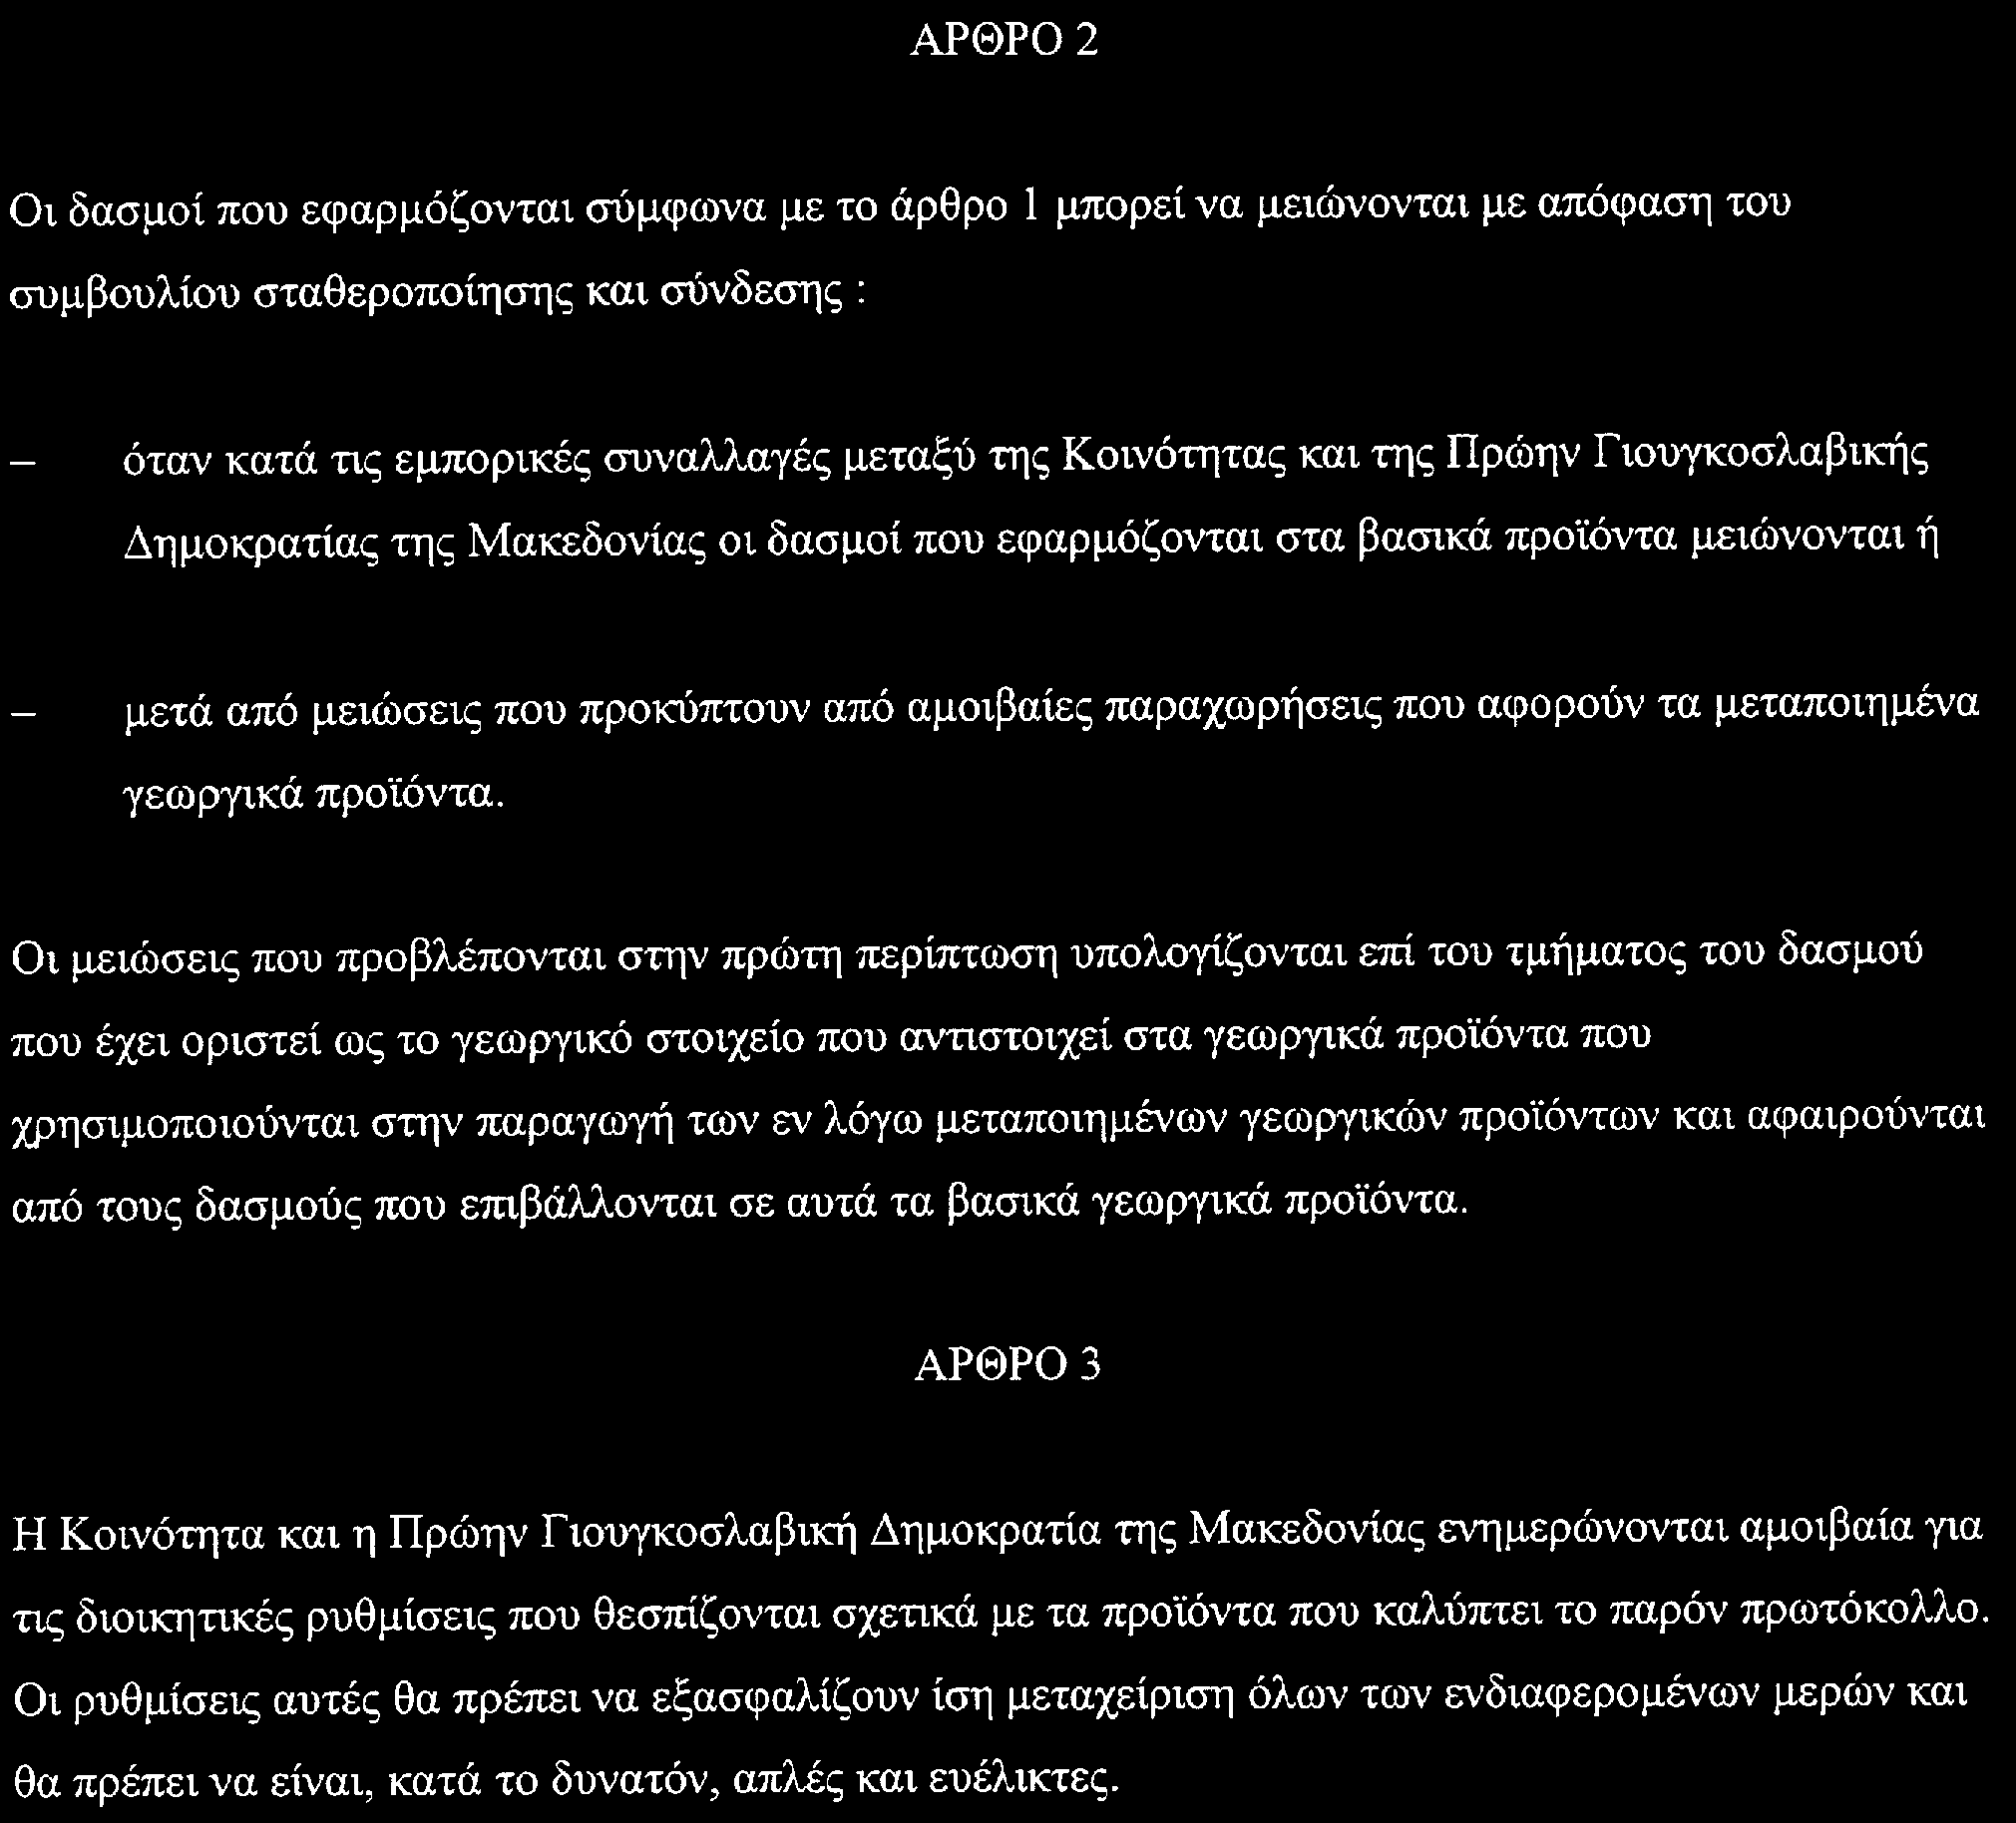 ΑΡΘΡΟ 2
Οι δασμοί που εφαρμόζονται σύμφωνα με το άρθρο 1 μπορεί να μειώνονται με απόφαση του
συμβουλίου σταθεροποίησης και σύνδεσης :
– όταν κατά τις εμπορικές συναλλαγές μεταξύ της Κοινότητας και της Πρώην Γιουγκοσλαβικής
Δημοκρατίας της Μακεδονίας οι δασμοί που εφαρμόζονται στα βασικά προϊόντα μειώνονται ή
– μετά από μειώσεις που προκύπτουν από αμοιβαίες παραχωρήσεις που αφορούν τα μεταποιημένα
γεωργικά προϊόντα.
Οι μειώσεις που προβλέπονται στην πρώτη περίπτωση υπολογίζονται επί του τμήματος του δασμού
που έχει οριστεί ως το γεωργικό στοιχείο που αντιστοιχεί στα γεωργικά προϊόντα που
χρησιμοποιούνται στην παραγωγή των εν λόγω μεταποιημένων γεωργικών προϊόντων και αφαιρούνται
από τους δασμούς που επιβάλλονται σε αυτά τα βασικά γεωργικά προϊόντα.
ΑΡΘΡΟ 3
Η Κοινότητα και η Πρώην Γιουγκοσλαβική Δημοκρατία της Μακεδονίας ενημερώνονται αμοιβαία για
τις διοικητικές ρυθμίσεις που θεσπίζονται σχετικά με τα προϊόντα που καλύπτει το παρόν πρωτόκολλο.
Οι ρυθμίσεις αυτές θα πρέπει να εξασφαλίζουν ίση μεταχείριση όλων των ενδιαφερομένων μερών και
θα πρέπει να είναι, κατά το δυνατόν, απλές και ευέλικτες.